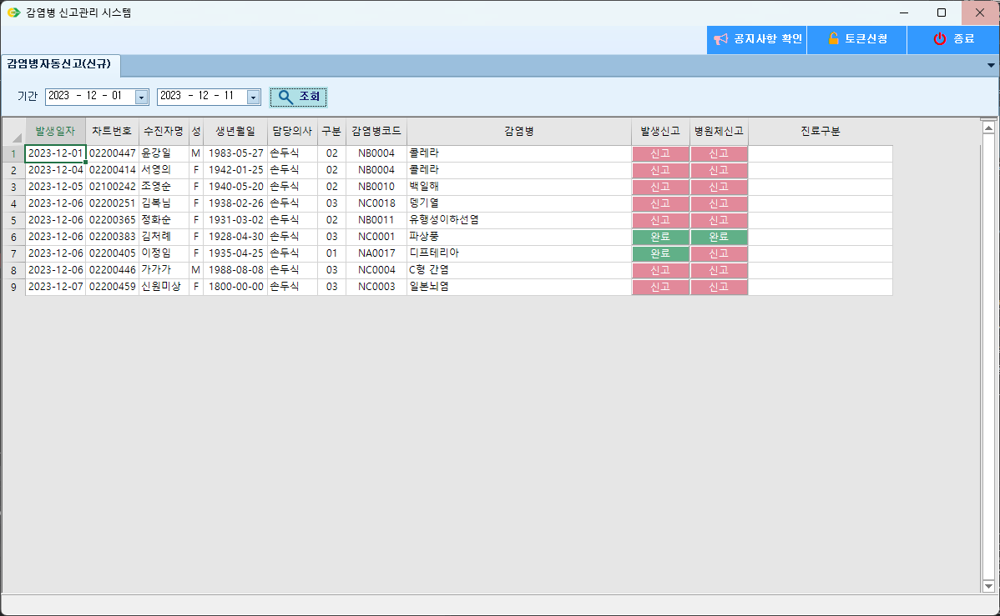 감염병 신고관리 시스템
공지사항 확인 토큰신청 종료
감염병자동신고(신규)
기간 2023 - 12 - 01 2023 - 12 - 11 조회
발생일자 차트번호 수진자명 성 생년월일 담당의사 구분 감염병코드 감염병 발생신고 병원체신고 진료구분
1 2023-12-01 02200447 윤강일 M 1983-05-27 손두식 02 NB0004 콜레라 신고 신고
2 2023-12-04 02200414 서영의 F 1942-01-25 손두식 02 NB0004 콜레라 신고 신고
3 2023-12-05 02100242 조영순 F 1940-05-20 손두식 02 NB0010 백일해 신고 신고
4 2023-12-06 02200251 김복님 F 1938-02-26 손두식 03 NC0018 뎅기열 신고 신고
5 2023-12-06 02200365 정화순 F 1931-03-02 손두식 02 NB0011 유행성이하선염 신고 신고
6 2023-12-06 02200383 김처례 F 1928-04-30 손두식 03 NC0001 파상풍 완료 완료
7 2023-12-06 02200405 이정임 F 1935-04-25 손두식 01 NA0017 디프테리아 완료 신고
8 2023-12-06 02200446 가가가 M 1988-08-08 손두식 03 NC0004 C형 간염 신고 신고
9 2023-12-07 02200459 신원미상 F 1800-00-00 손두식 03 NC0003 일본뇌염 신고 신고